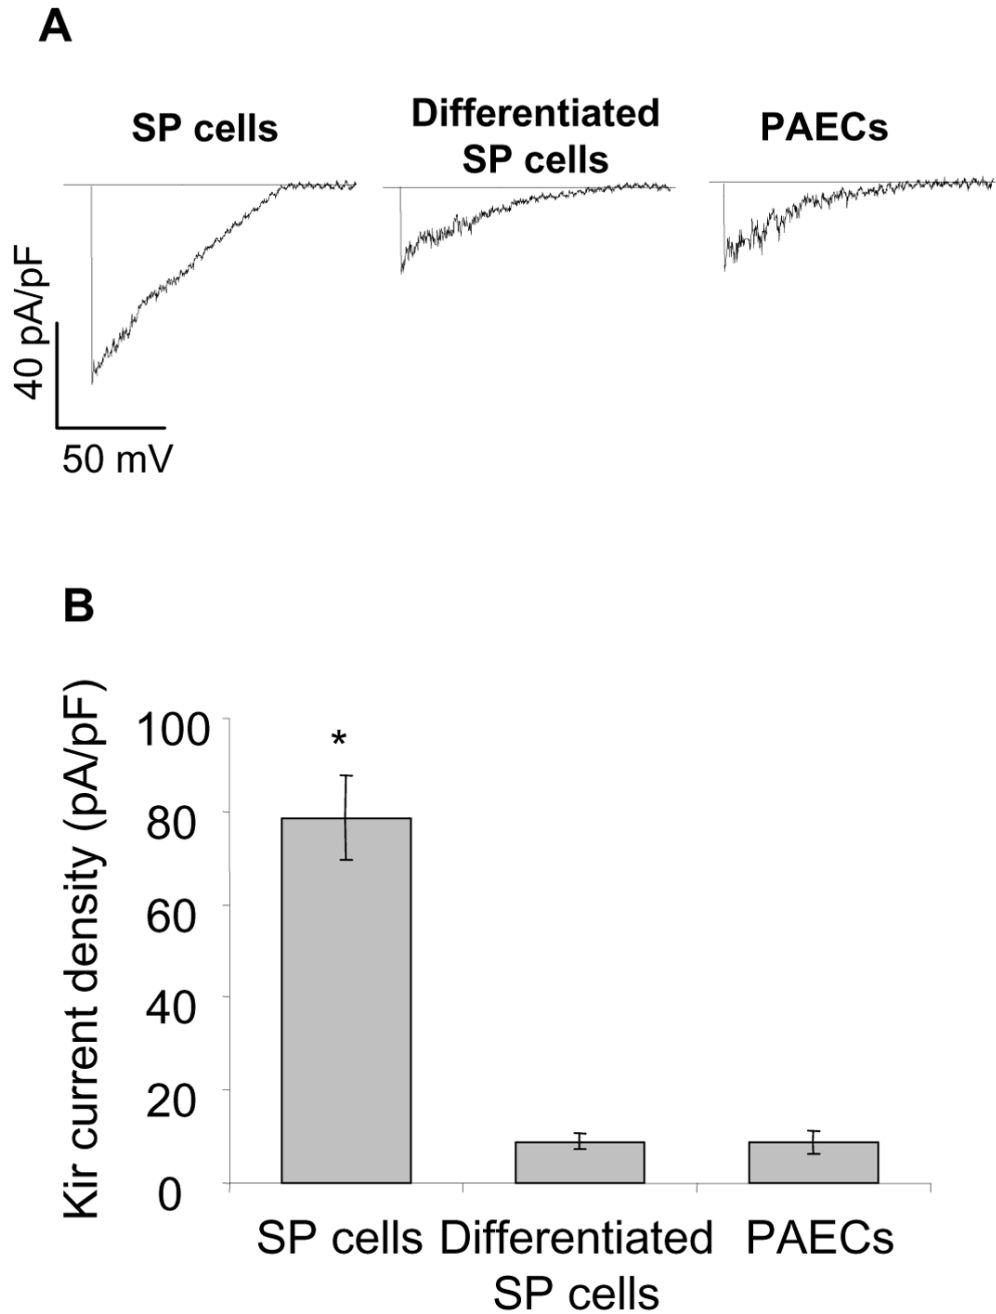 A
SP cells
Differentiated
SP cells
PAECs
40 pA/pF
50 mV
B
Kir current density (pA/pF)
100
80
60
40
20
0
*
SP cells
Differentiated
SP cells
PAECs